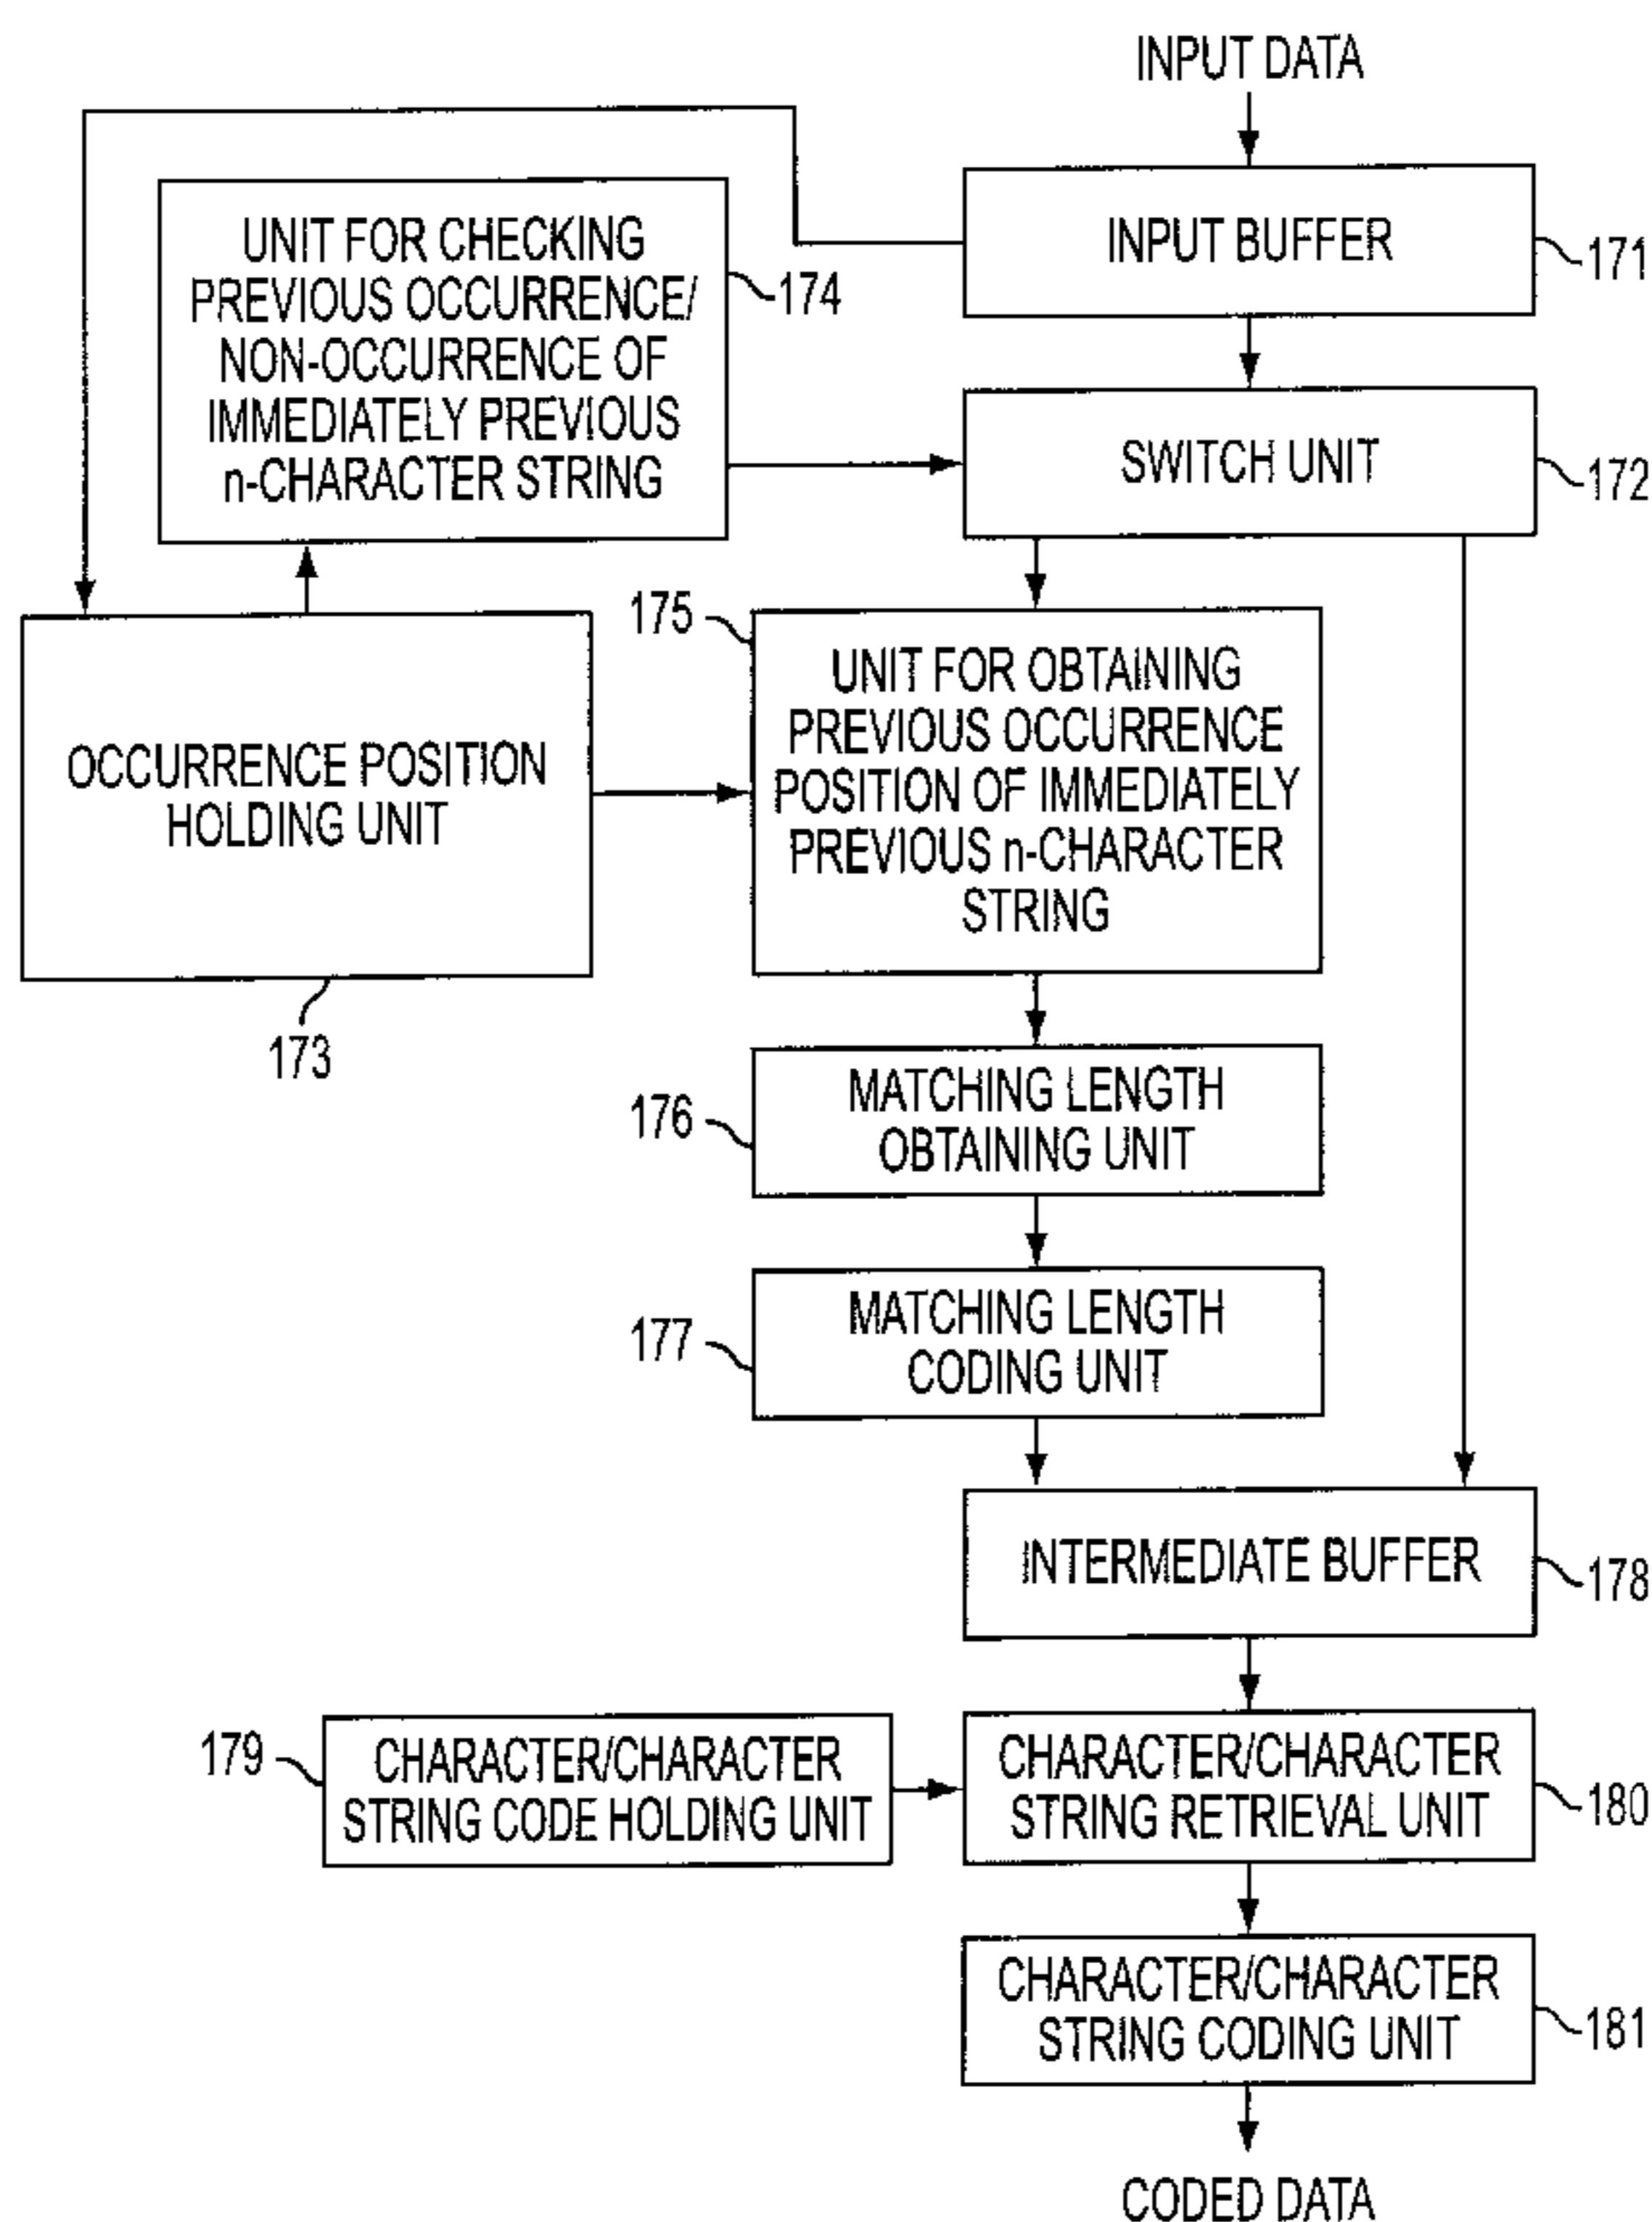 INPUT DATA
INPUT BUFFER
171
UNIT FOR CHECKING
PREVIOUS OCCURRENCE/
NON-OCCURRENCE OF
IMMEDIATELY PREVIOUS
n-CHARACTER STRING
174
SWITCH UNIT
172
OCCURRENCE POSITION
HOLDING UNIT
173
175
UNIT FOR OBTAINING
PREVIOUS OCCURRENCE
POSITION OF IMMEDIATELY
PREVIOUS n-CHARACTER
STRING
176
MATCHING LENGTH
OBTAINING UNIT
177
MATCHING LENGTH
CODING UNIT
INTERMEDIATE BUFFER
178
179
CHARACTER/CHARACTER
STRING CODE HOLDING UNIT
CHARACTER/CHARACTER
STRING RETRIEVAL UNIT
180
CHARACTER/CHARACTER
STRING CODING UNIT
181
CODED DATA